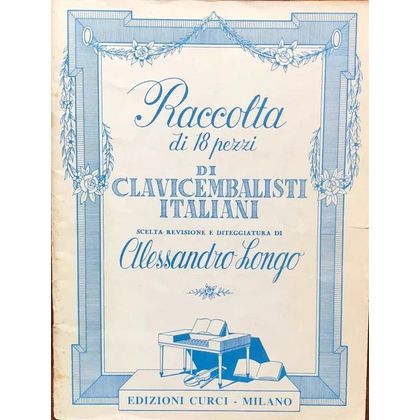 Raccolta
di 18 pezzi
DI
CLAVICEMBALISTI
ITALIANI
SCELTA REVISIONE E DITEGGIATURA DI
Alessandro Longo
EDIZIONI CURCI - MILANO